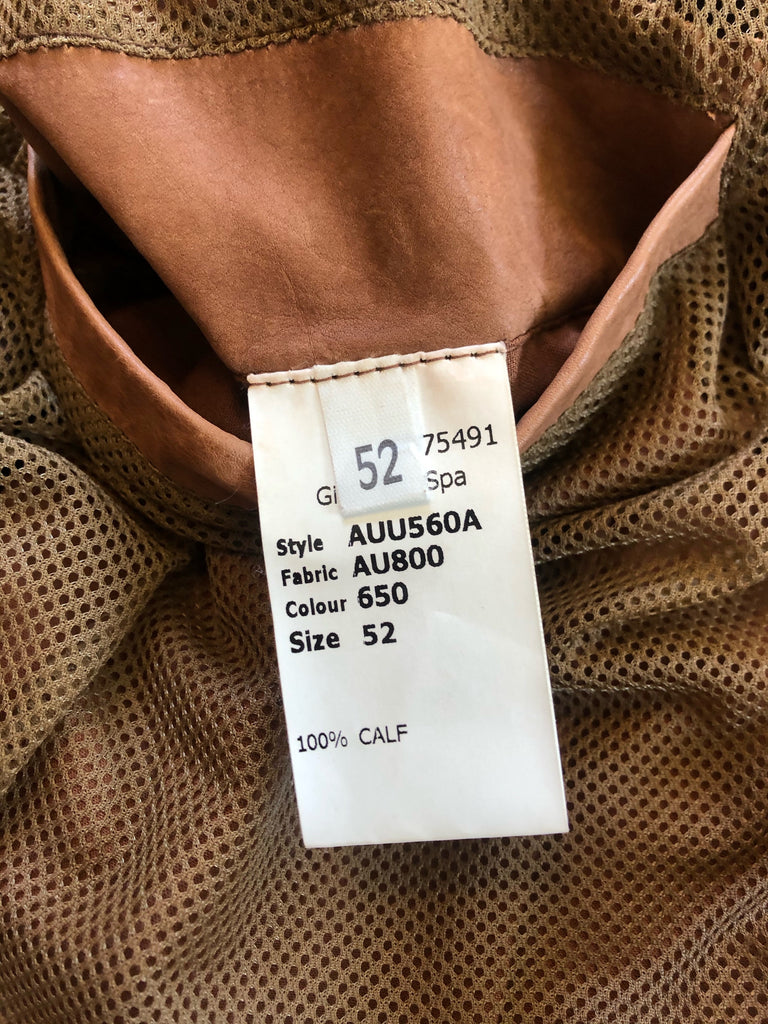 52
75491
Gi Spa
Style AUU560A
Fabric AU800
Colour 650
Size 52
100% CALF